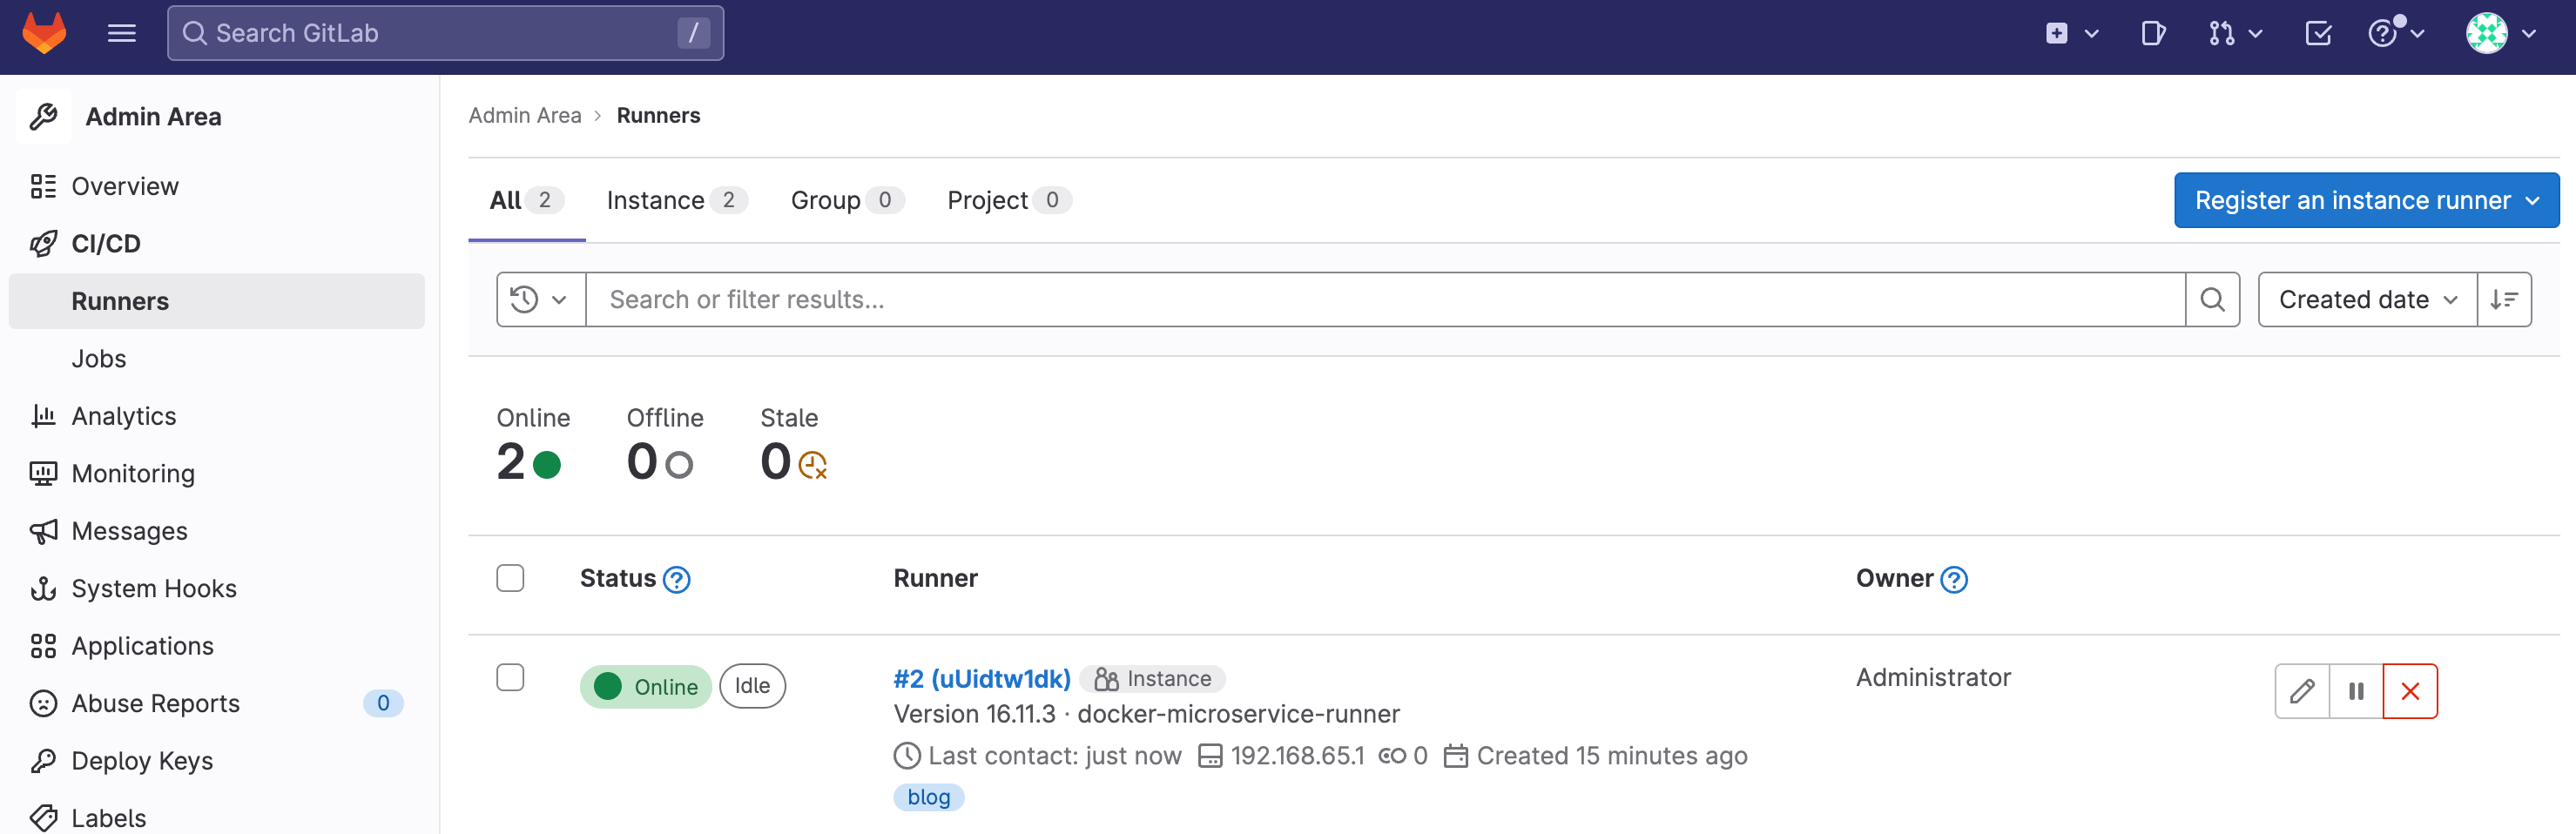 Search GitLab /
Admin Area
Overview
CI/CD
Runners
Jobs
Analytics
Monitoring
Messages
System Hooks
Applications
Abuse Reports 0
Deploy Keys
Labels
Admin Area › Runners
All 2 Instance 2 Group 0 Project 0 Register an instance runner
Search or filter results... Created date
Online Offline Stale
2 0 0
Status ? Runner Owner ?
Online Idle #2 (uUidtw1dk) Instance Administrator
Version 16.11.3 · docker-microservice-runner
Last contact: just now 192.168.65.1 0 Created 15 minutes ago
blog